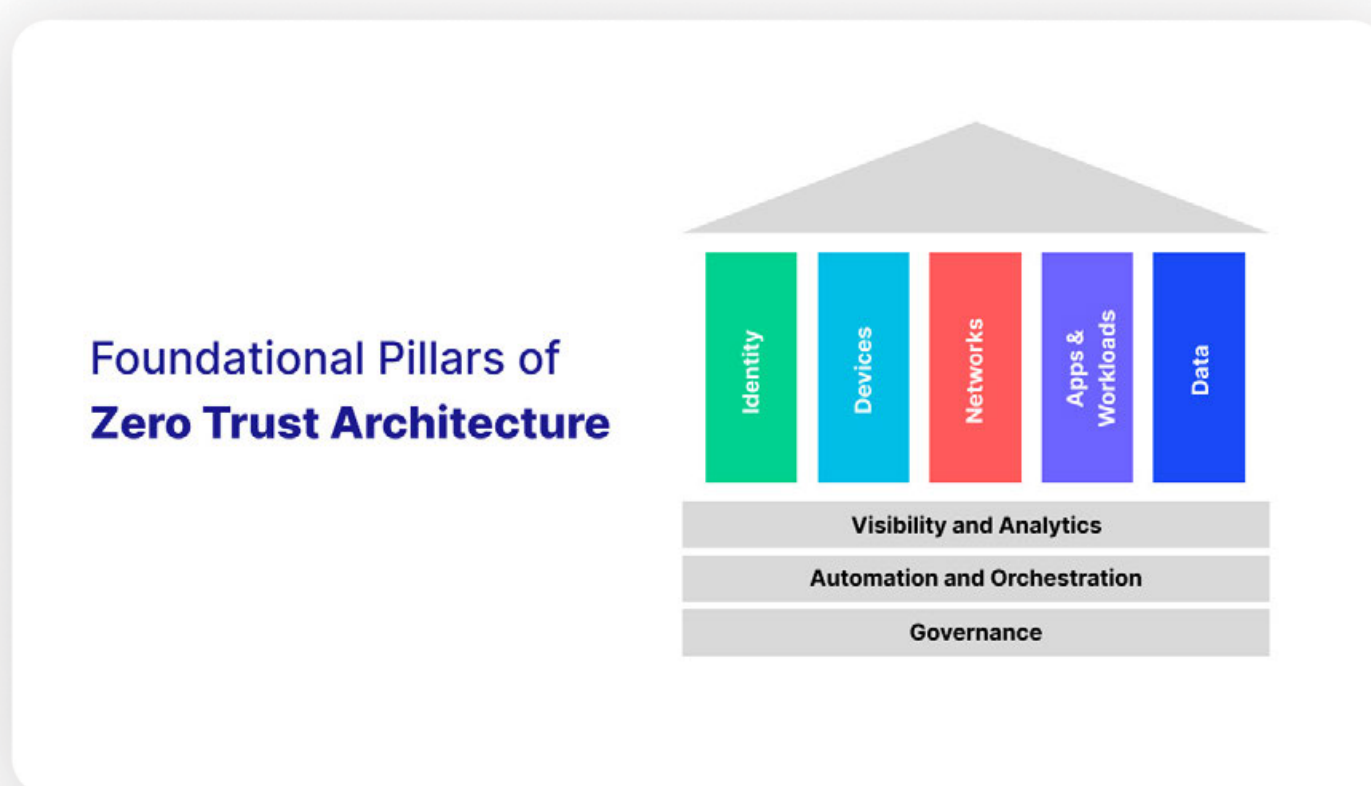 Foundational Pillars of
Zero Trust Architecture
Identity
Devices
Networks
Apps &
Workloads
Data
Visibility and Analytics
Automation and Orchestration
Governance